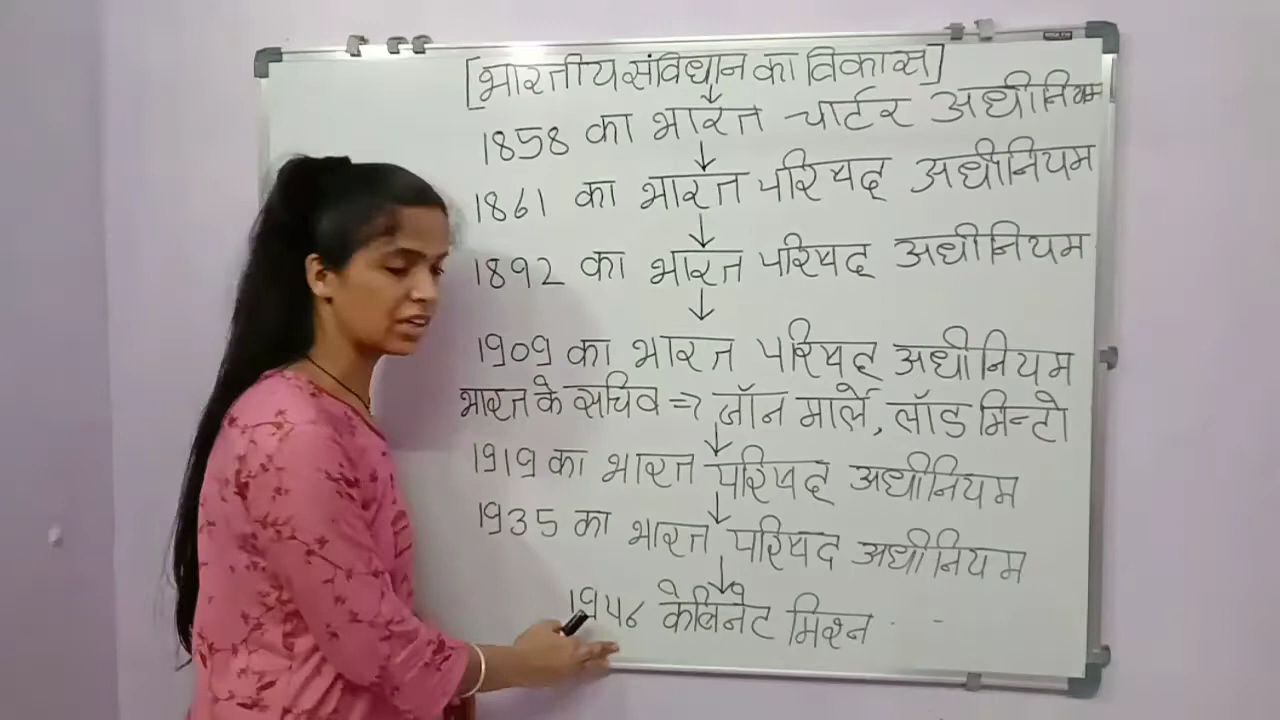 [भारतीय संविधान का विकास]
1858 का भारत चार्टर अधीनियम
1861 का भारत परिषद् अधीनियम
1892 का भारत परिषद् अधीनियम
1909 का भारत परिषद् अधीनियम
भारत के सचिव => जॉन मार्ले, लॉड मिन्टो
1919 का भारत परिषद् अधीनियम
1935 का भारत परिषद अधीनियम
1946 केबिनेट मिशन